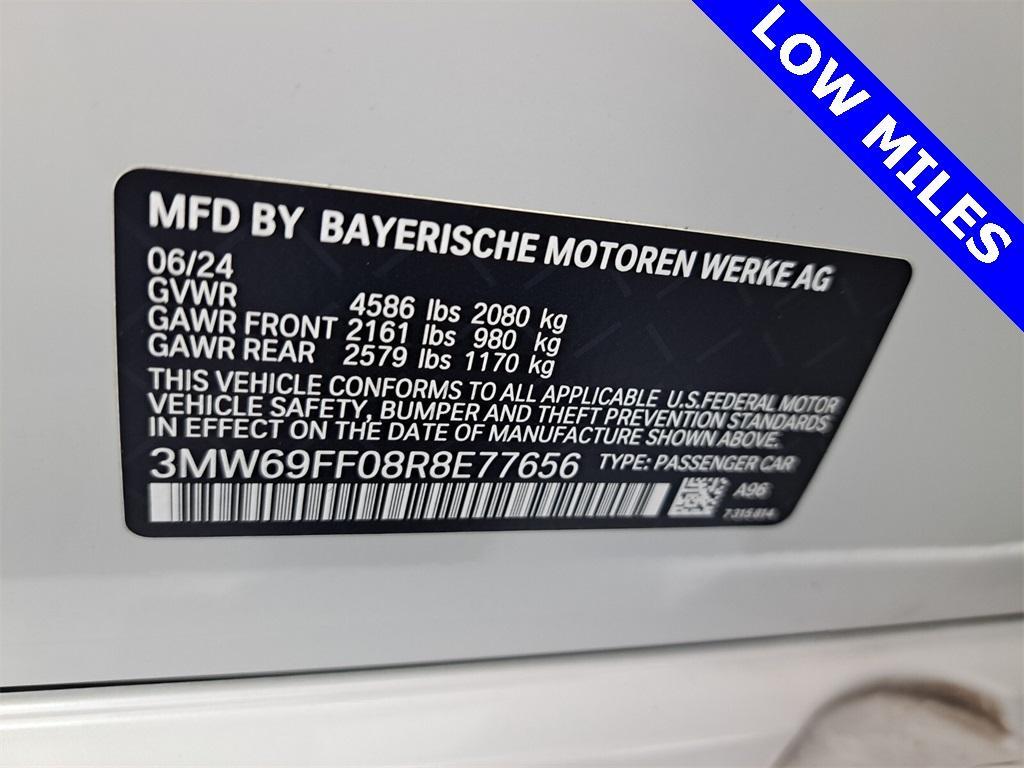 LOW MILES
MFD BY BAYERISCHE MOTOREN WERKE AG
06/24
GVWR 4586 lbs 2080 kg
GAWR FRONT 2161 lbs 980 kg
GAWR REAR 2579 lbs 1170 kg
THIS VEHICLE CONFORMS TO ALL APPLICABLE U.S.FEDERAL MOTOR
VEHICLE SAFETY, BUMPER AND THEFT PREVENTION STANDARDS
IN EFFECT ON THE DATE OF MANUFACTURE SHOWN ABOVE.
3MW69FF08R8E77656 TYPE: PASSENGER CAR
A96
7315814